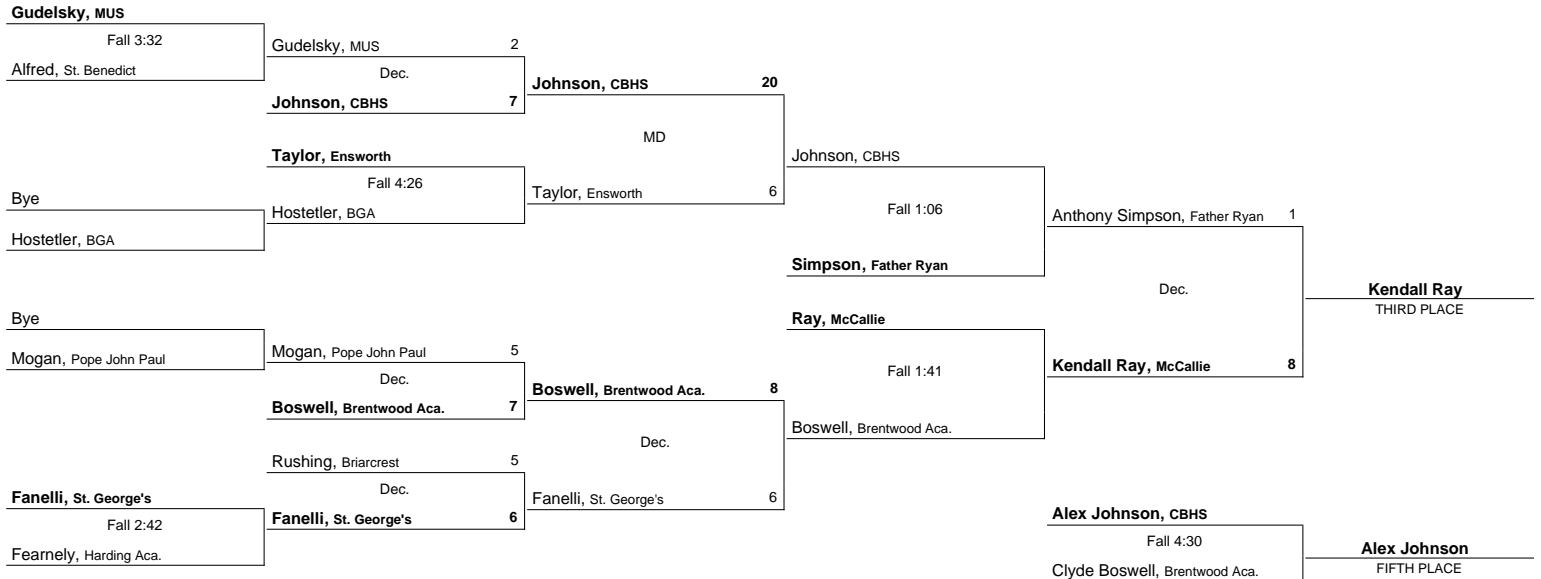 Gudelsky, MUS
Fall 3:32
Alfred, St. Benedict
Gudelsky, MUS 2
Dec.
Johnson, CBHS 7
Johnson, CBHS 20
MD
Taylor, Ensworth 6
Taylor, Ensworth
Fall 4:26
Hostetler, BGA
Bye
Hostetler, BGA
Johnson, CBHS
Fall 1:06
Simpson, Father Ryan
Anthony Simpson, Father Ryan 1
Dec.
Kendall Ray, McCallie 8
Kendall Ray
THIRD PLACE
Bye
Mogan, Pope John Paul
Mogan, Pope John Paul 5
Dec.
Boswell, Brentwood Aca. 7
Boswell, Brentwood Aca. 8
Dec.
Fanelli, St. George's 6
Ray, McCallie
Fall 1:41
Boswell, Brentwood Aca.
Rushing, Briarcrest 5
Dec.
Fanelli, St. George's 6
Fanelli, St. George's
Fall 2:42
Fearnely, Harding Aca.
Alex Johnson, CBHS
Fall 4:30
Clyde Boswell, Brentwood Aca.
Alex Johnson
FIFTH PLACE